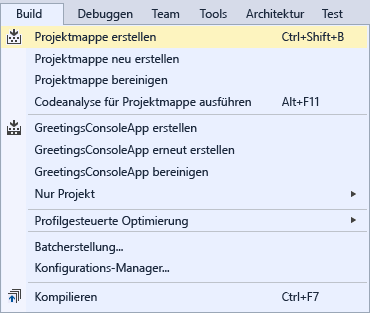 Build Debuggen Team Tools Architektur Test
Projektmappe erstellen Ctrl+Shift+B
Projektmappe neu erstellen
Projektmappe bereinigen
Codeanalyse für Projektmappe ausführen Alt+F11
GreetingsConsoleApp erstellen
GreetingsConsoleApp erneut erstellen
GreetingsConsoleApp bereinigen
Nur Projekt
Profilgesteuerte Optimierung
Batcherstellung...
Konfigurations-Manager...
Kompilieren Ctrl+F7